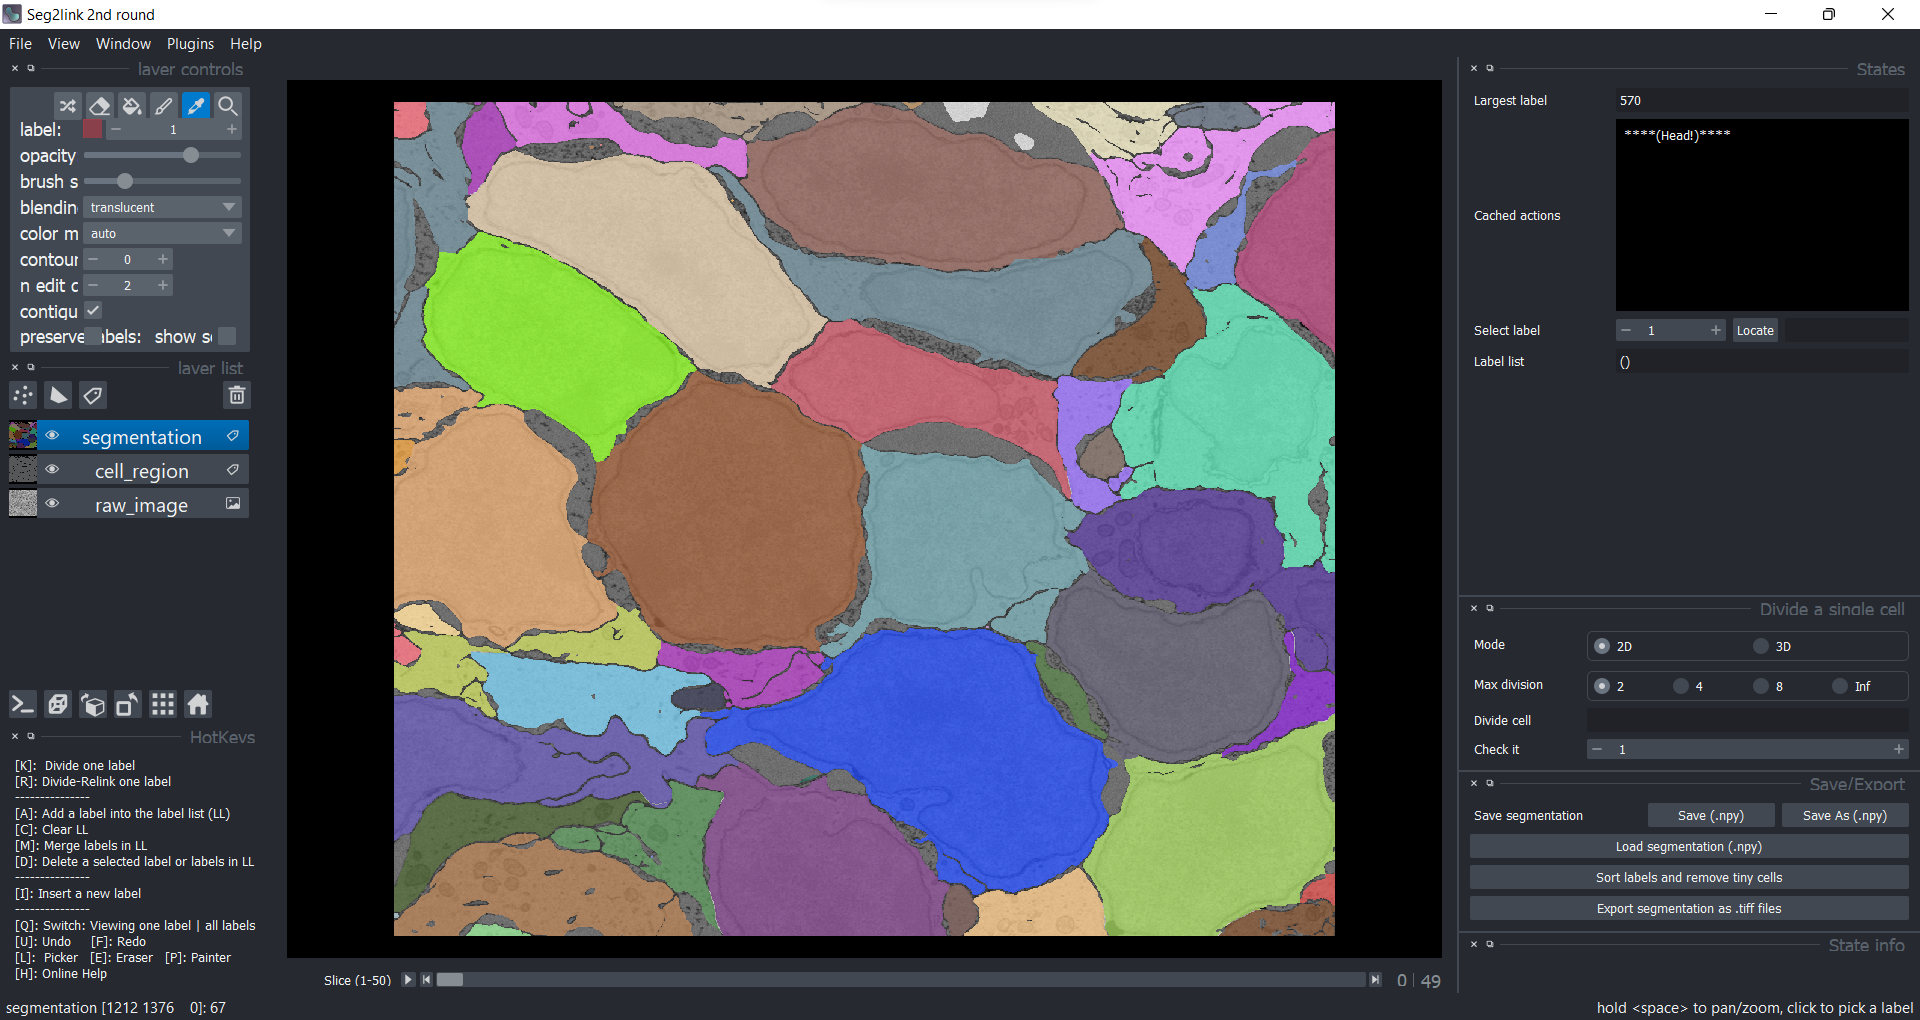 Seg2link 2nd round
File View Window Plugins Help
layer controls
label: 1
opacity
brush s
blendin translucent
color m auto
contour 0
n edit c 2
contigu
preserve abels: show s
layer list
segmentation
cell_region
raw_image
HotKeys
[K]: Divide one label
[R]: Divide-Relink one label
---------------
[A]: Add a label into the label list (LL)
[C]: Clear LL
[M]: Merge labels in LL
[D]: Delete a selected label or labels in LL
---------------
[I]: Insert a new label
---------------
[Q]: Switch: Viewing one label | all labels
[U]: Undo [F]: Redo
[L]: Picker [E]: Eraser [P]: Painter
[H]: Online Help
Slice (1-50) 0 | 49
segmentation [1212 1376 0]: 67
States
Largest label 570
****(Head!)****
Cached actions
Select label 1 Locate
Label list ()
Divide a single cell
Mode 2D 3D
Max division 2 4 8 Inf
Divide cell
Check it 1
Save/Export
Save segmentation Save (.npy) Save As (.npy)
Load segmentation (.npy)
Sort labels and remove tiny cells
Export segmentation as .tiff files
State info
hold <space> to pan/zoom, click to pick a label